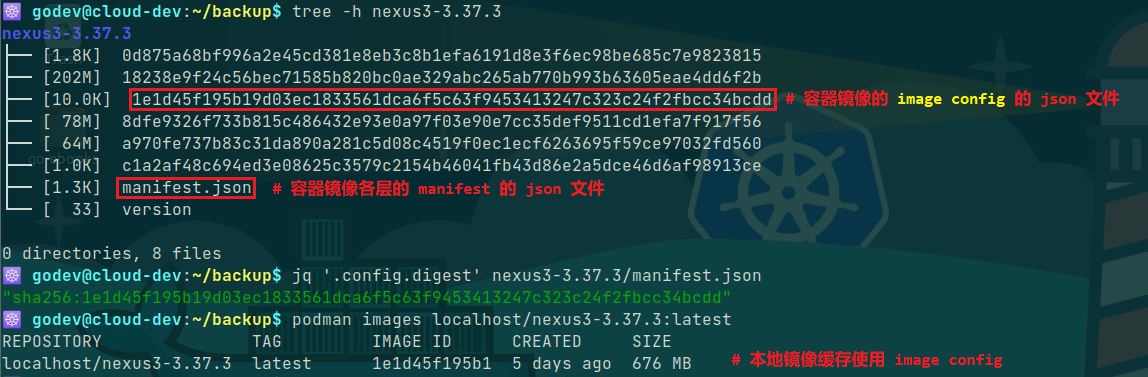 godev@cloud-dev:~/backup$ tree -h nexus3-3.37.3
nexus3-3.37.3
├── [1.8K]  0d875a68bf996a2e45cd381e8eb3c8b1efa6191d8e3f6ec98be685c7e9823815
├── [202M]  18238e9f24c56bec71585b820bc0ae329abc265ab770b993b63605eae4dd6f2b
├── [10.0K]  1e1d45f195b19d03ec1833561dca6f5c63f9453413247c323c24f2fbcc34bcdd # 容器镜像的 image config 的 json 文件
├── [ 78M]  8dfe9326f733b815c486432e93e0a97f03e90e7cc35def9511cd1efa7f917f56
├── [ 64M]  a970fe737b83c31da890a281c5d08c4519f0ec1ecf6263695f59ce97032fd560
├── [1.0K]  c1a2af48c694ed3e08625c3579c2154b46041fb43d86e2a5dce46d6af98913ce
├── [1.3K]  manifest.json # 容器镜像各层的 manifest 的 json 文件
└── [  33]  version
0 directories, 8 files
godev@cloud-dev:~/backup$ jq '.config.digest' nexus3-3.37.3/manifest.json
"sha256:1e1d45f195b19d03ec1833561dca6f5c63f9453413247c323c24f2fbcc34bcdd"
godev@cloud-dev:~/backup$ podman images localhost/nexus3-3.37.3:latest
REPOSITORY TAG IMAGE ID CREATED SIZE
localhost/nexus3-3.37.3 latest 1e1d45f195b1 5 days ago 676 MB # 本地镜像缓存使用 image config